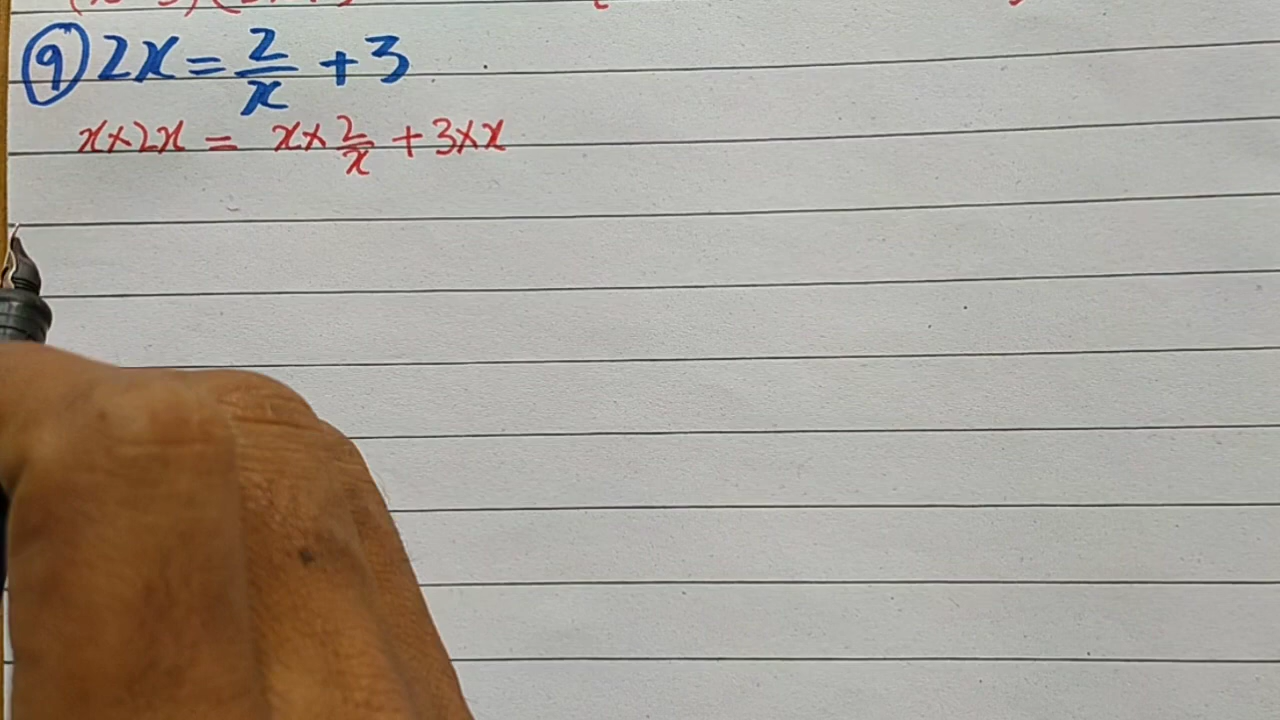 ⑨ 2x = 2/x + 3
x × 2x = x × 2/x + 3 × x